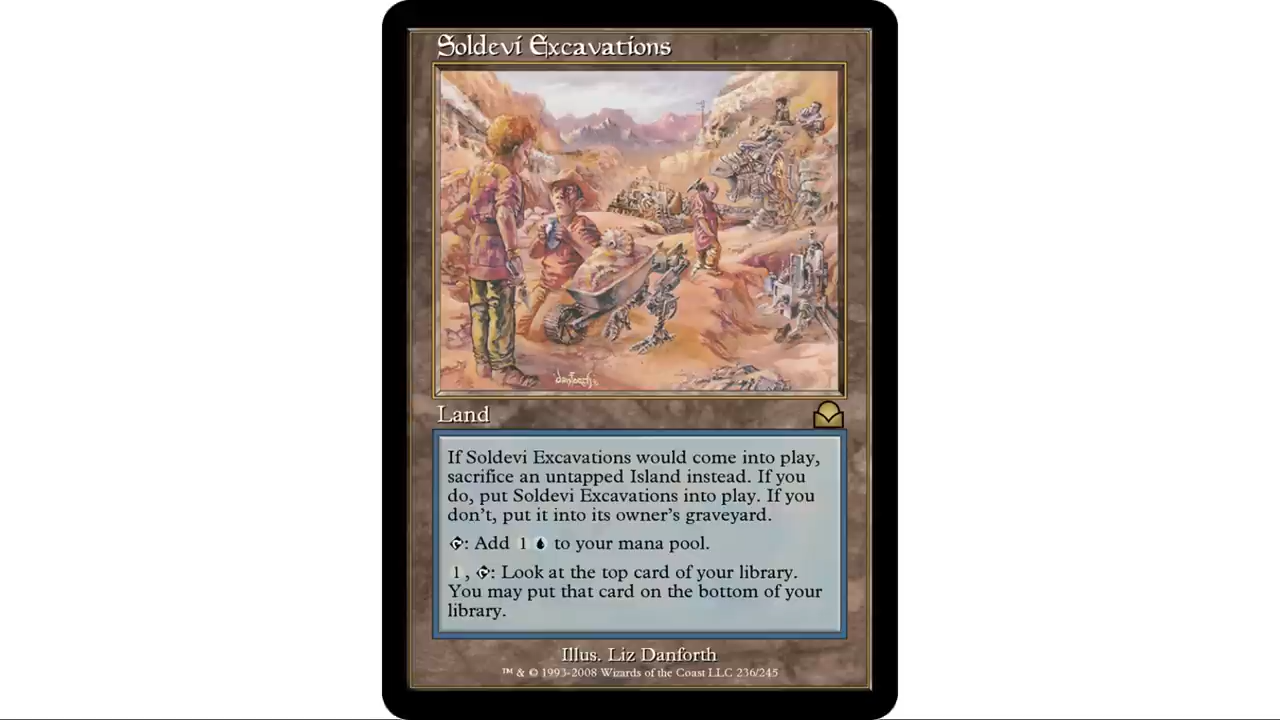 Soldevi Excavations
DanForth
Land
If Soldevi Excavations would come into play,
sacrifice an untapped Island instead. If you
do, put Soldevi Excavations into play. If you
don't, put it into its owner's graveyard.
: Add 1 to your mana pool.
1, : Look at the top card of your library.
You may put that card on the bottom of your
library.
Illus. Liz Danforth
™ & © 1993-2008 Wizards of the Coast LLC 236/245